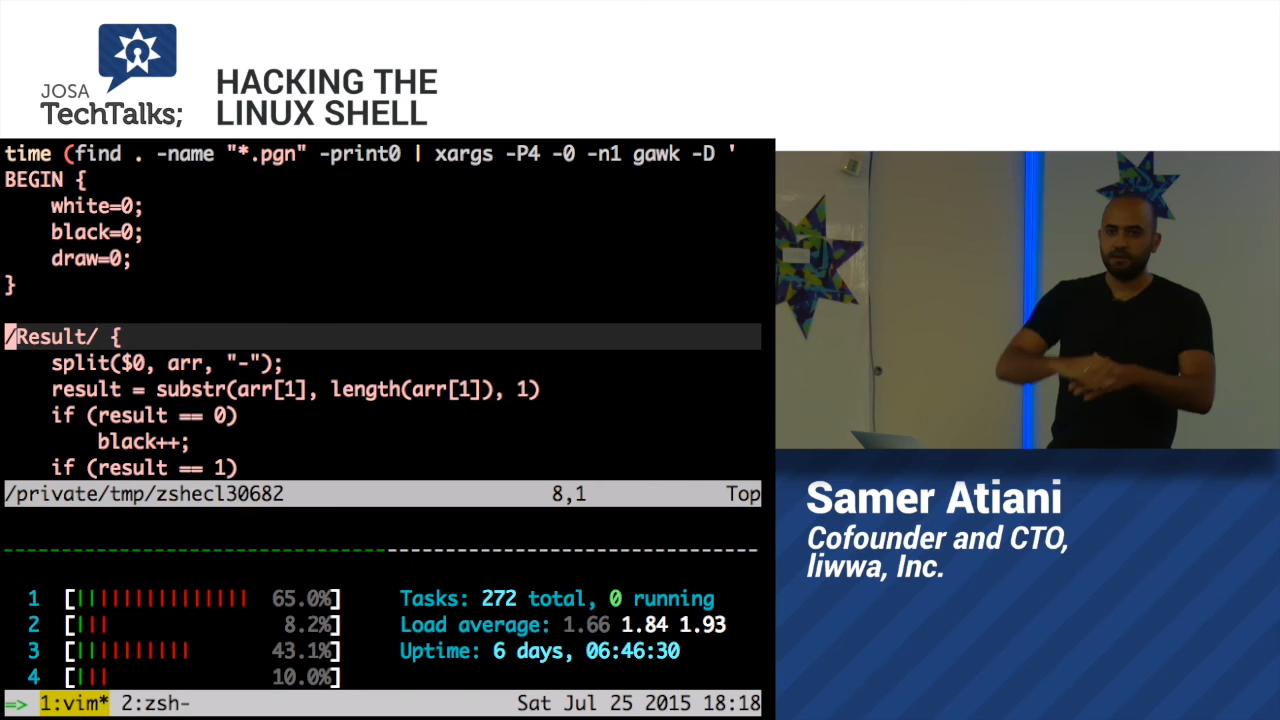 JOSA
TechTalks;
HACKING THE
LINUX SHELL
time (find . -name "*.pgn" -print0 | xargs -P4 -0 -n1 gawk -D '
BEGIN {
    white=0;
    black=0;
    draw=0;
}
/Result/ {
    split($0, arr, "-");
    result = substr(arr[1], length(arr[1]), 1)
    if (result == 0)
        black++;
    if (result == 1)
/private/tmp/zshecl30682 8,1 Top
1 [||||||||||||||||| 65.0%] Tasks: 272 total, 0 running
2 [|||| 8.2%] Load average: 1.66 1.84 1.93
3 [||||||||||| 43.1%] Uptime: 6 days, 06:46:30
4 [|||| 10.0%]
=> 1:vim* 2:zsh- Sat Jul 25 2015 18:18
Samer Atiani
Cofounder and CTO,
liwwa, Inc.